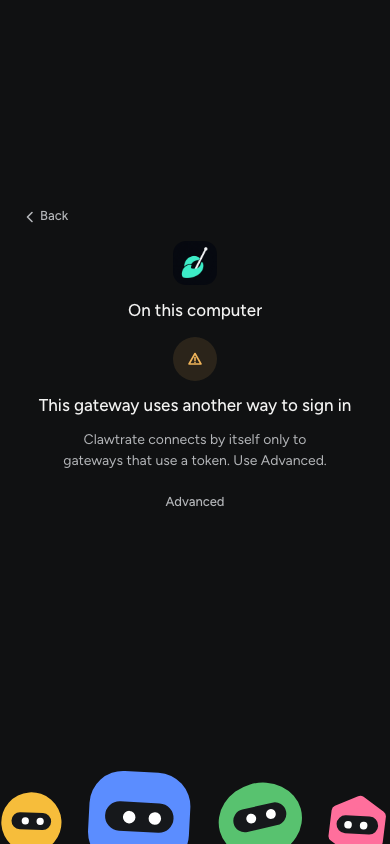 Back
On this computer
This gateway uses another way to sign in
Clawtrate connects by itself only to
gateways that use a token. Use Advanced.
Advanced